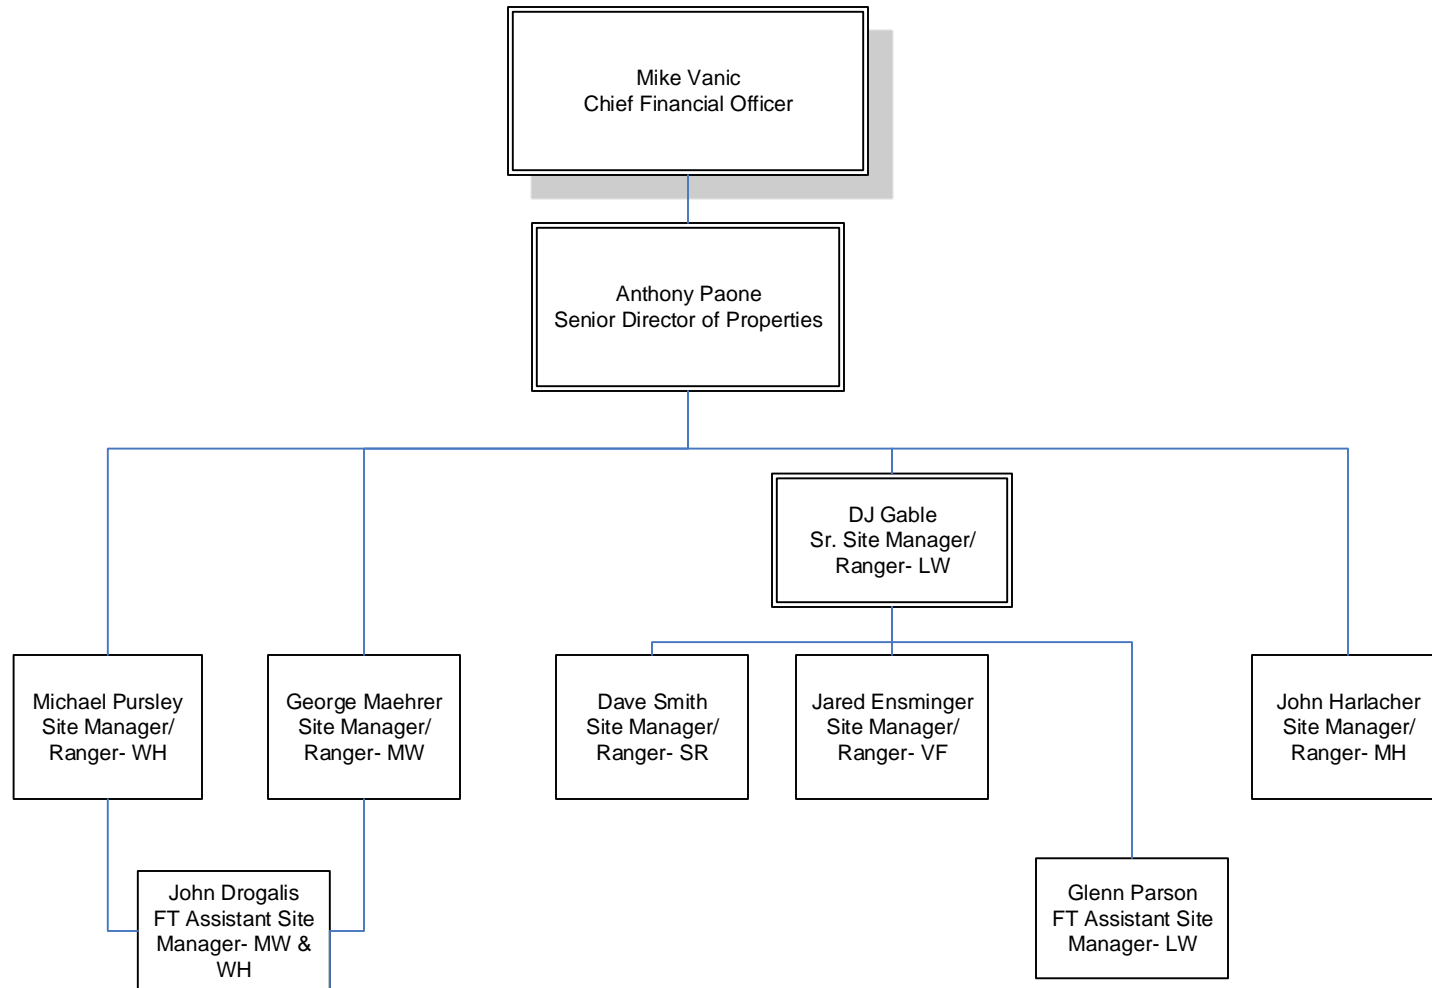 Mike Vanic
Chief Financial Officer
Anthony Paone
Senior Director of Properties
DJ Gable
Sr. Site Manager/
Ranger- LW
Michael Pursley
Site Manager/
Ranger- WH
George Maehrer
Site Manager/
Ranger- MW
Dave Smith
Site Manager/
Ranger- SR
Jared Ensminger
Site Manager/
Ranger- VF
John Harlacher
Site Manager/
Ranger- MH
John Drogalis
FT Assistant Site
Manager- MW &
WH
Glenn Parson
FT Assistant Site
Manager- LW